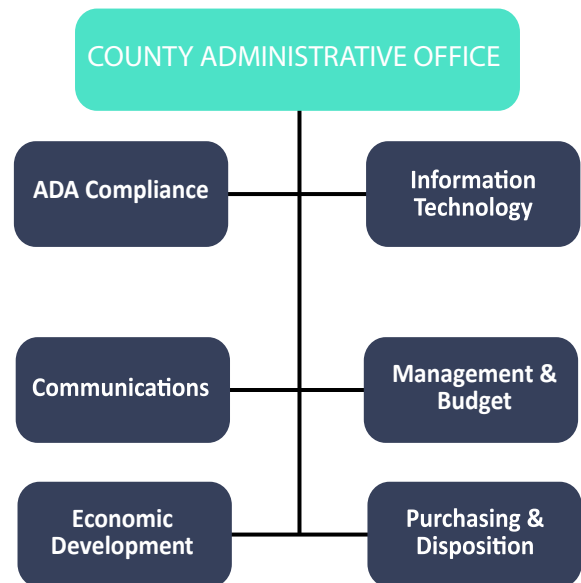 COUNTY ADMINISTRATIVE OFFICE
ADA Compliance
Information
Technology
Communications
Management &
Budget
Economic
Development
Purchasing &
Disposition